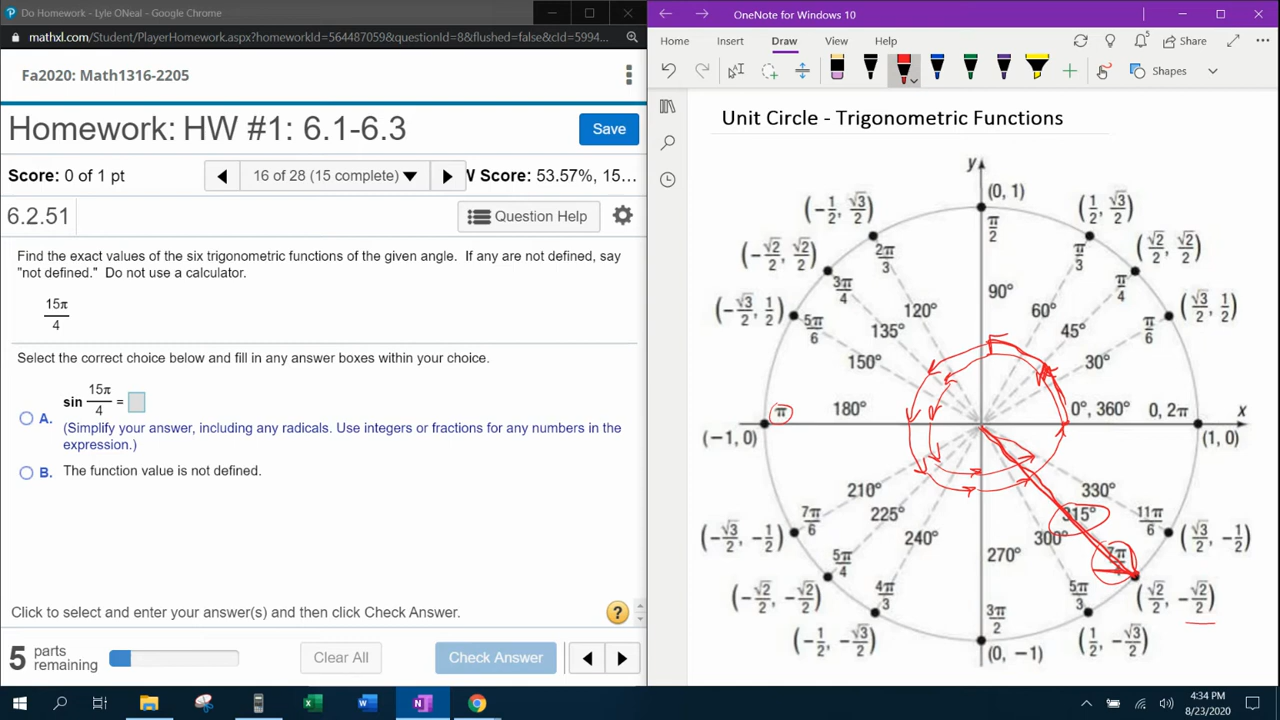 Do Homework - Lyle ONeal - Google Chrome
mathxl.com/Student/PlayerHomework.aspx?homeworkId=564487059&questionId=8&flushed=false&cId=5994...
Fa2020: Math1316-2205
Homework: HW #1: 6.1-6.3
Save
Score: 0 of 1 pt
16 of 28 (15 complete)
W Score: 53.57%, 15...
6.2.51
Question Help
Find the exact values of the six trigonometric functions of the given angle. If any are not defined, say
"not defined." Do not use a calculator.
15π/4
Select the correct choice below and fill in any answer boxes within your choice.
A. sin 15π/4 =
(Simplify your answer, including any radicals. Use integers or fractions for any numbers in the
expression.)
B. The function value is not defined.
Click to select and enter your answer(s) and then click Check Answer.
?
5 parts
remaining
Clear All
Check Answer
OneNote for Windows 10
Home Insert Draw View Help
Share
Shapes
Unit Circle - Trigonometric Functions
y
(0, 1)
(-1/2, √3/2)
(1/2, √3/2)
π/2
(-√2/2, √2/2)
2π/3
π/3
(√2/2, √2/2)
3π/4
π/4
90°
(-√3/2, 1/2)
120°
60°
(√3/2, 1/2)
5π/6
135°
45°
π/6
150°
30°
π
180°
0°, 360°
0, 2π
x
(-1, 0)
(1, 0)
210°
330°
7π/6
225°
315°
11π/6
(-√3/2, -1/2)
240°
300°
(√3/2, -1/2)
270°
5π/4
7π/4
(-√2/2, -√2/2)
4π/3
5π/3
(√2/2, -√2/2)
3π/2
(-1/2, -√3/2)
(0, -1)
(1/2, -√3/2)
4:34 PM
8/23/2020